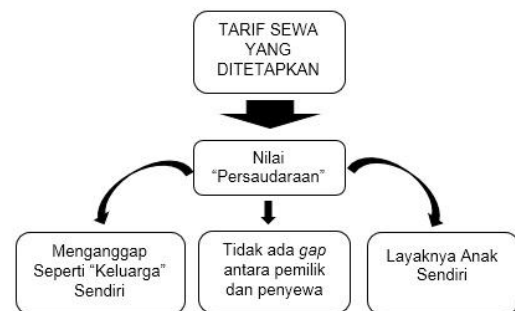 TARIF SEWA
YANG
DITETAPKAN
Nilai
"Persaudaraan"
Menganggap
Seperti "Keluarga"
Sendiri
Tidak ada gap
antara pemilik
dan penyewa
Layaknya Anak
Sendiri